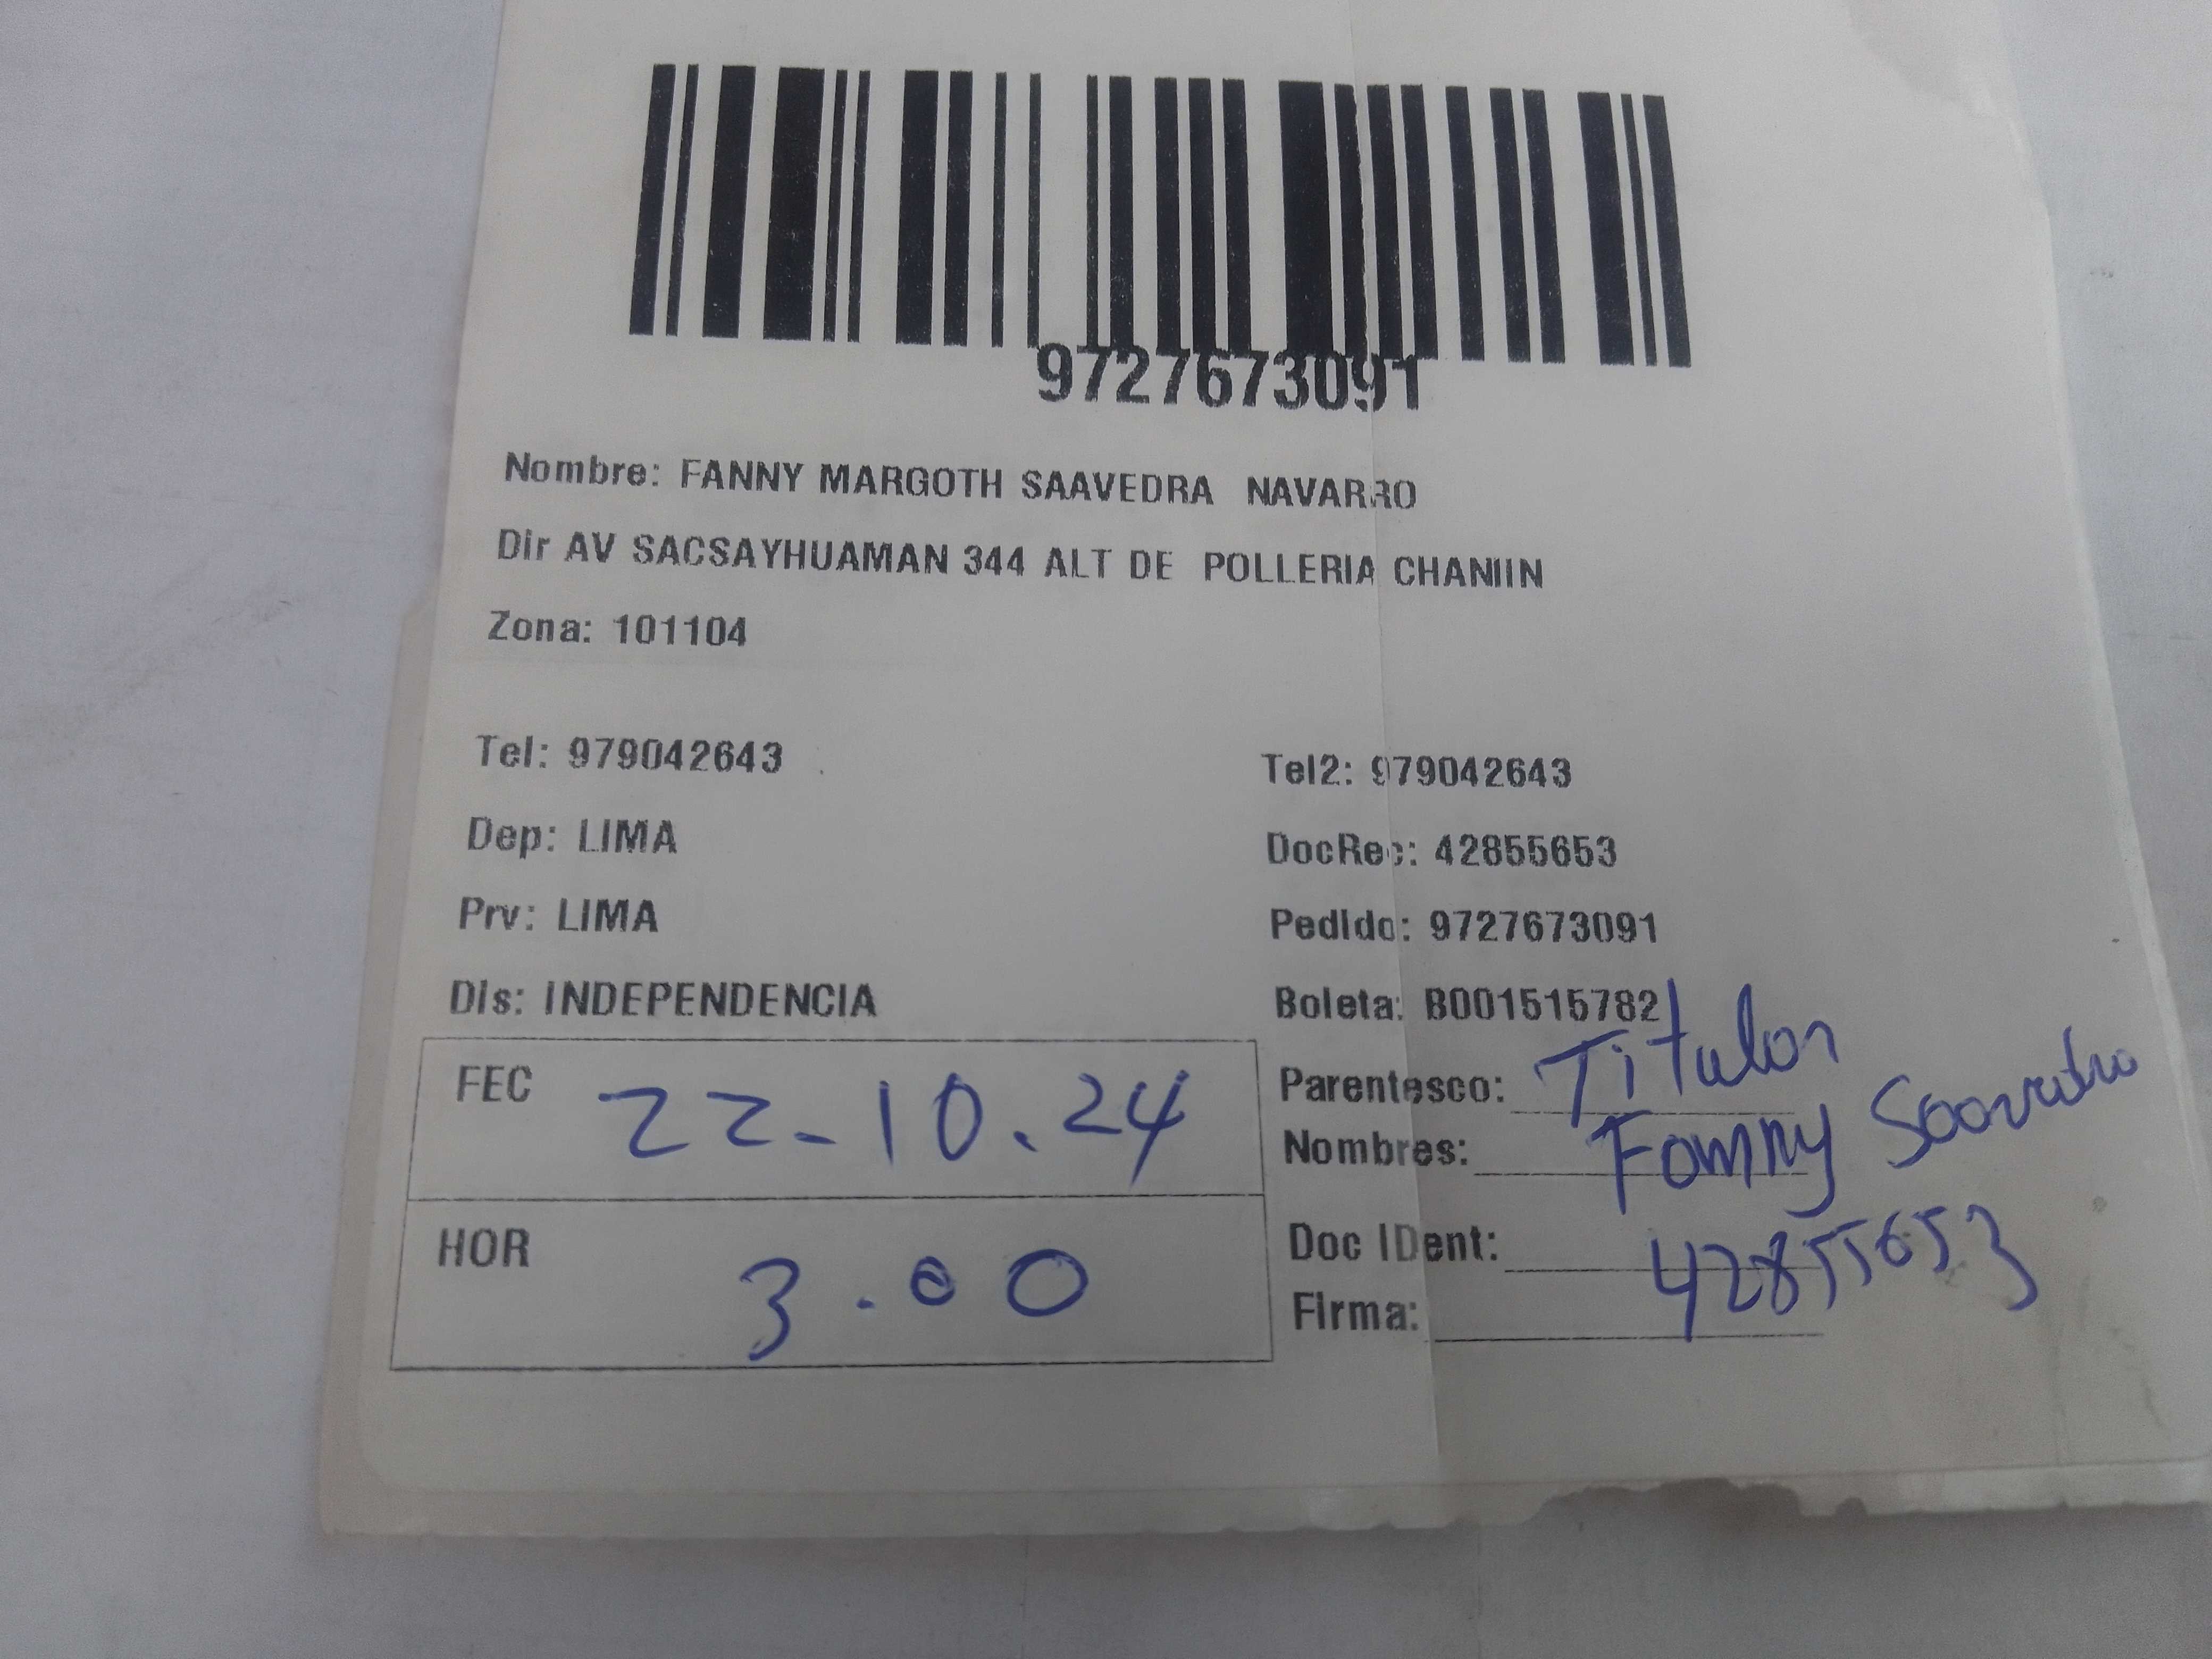 9727673091
Nombre: FANNY MARGOTH SAAVEDRA NAVARRO
Dir AV SACSAYHUAMAN 344 ALT DE POLLERIA CHANIIN
Zona: 101104
Tel: 979042643
Tel2: 979042643
Dep: LIMA
DocRec: 42855653
Prv: LIMA
Pedido: 9727673091
Dis: INDEPENDENCIA
Boleta: B001515782
FEC 22-10.24
Parentesco: Titular
Nombres: Fanny Saavedra
HOR 3.00
Doc IDent: 42855653
Firma: